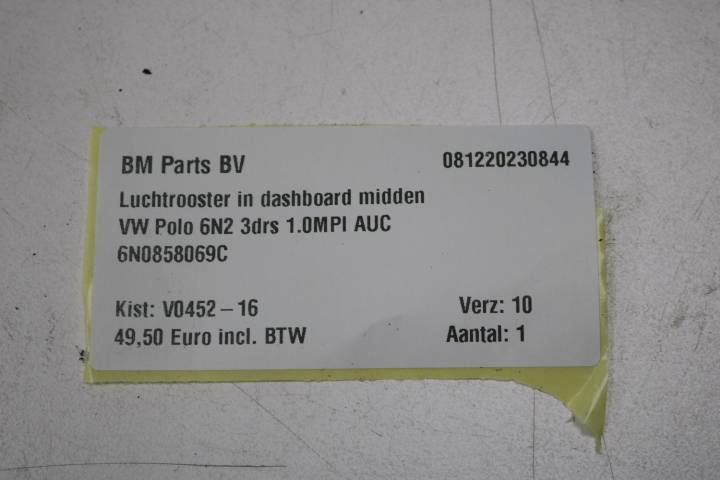 BM Parts BV 081220230844
Luchtrooster in dashboard midden
VW Polo 6N2 3drs 1.0MPI AUC
6N0858069C
Kist: V0452-16 Verz: 10
49,50 Euro incl. BTW Aantal: 1